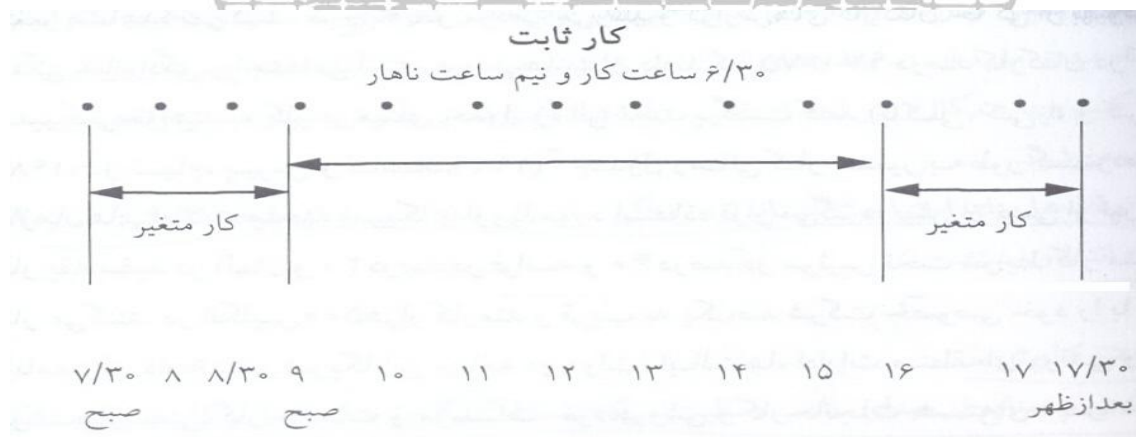 کار ثابت
۶/۳۰ ساعت کار و نیم ساعت ناهار
کار متغیر
کار متغیر
۷/۳۰ ۸ ۸/۳۰ ۹ ۱۰ ۱۱ ۱۲ ۱۳ ۱۴ ۱۵ ۱۶ ۱۷ ۱۷/۳۰
صبح صبح بعدازظهر